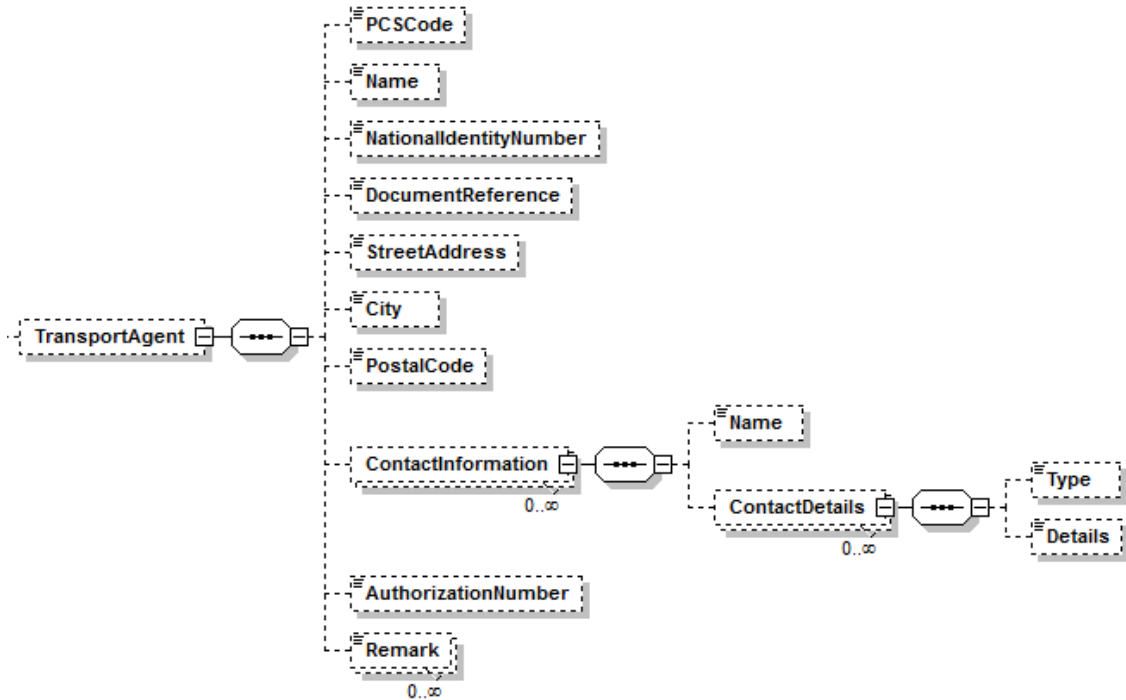 PCSCode
Name
NationalIdentityNumber
DocumentReference
StreetAddress
City
TransportAgent
PostalCode
Name
ContactInformation
0..∞
Type
ContactDetails
0..∞
Details
AuthorizationNumber
Remark
0..∞